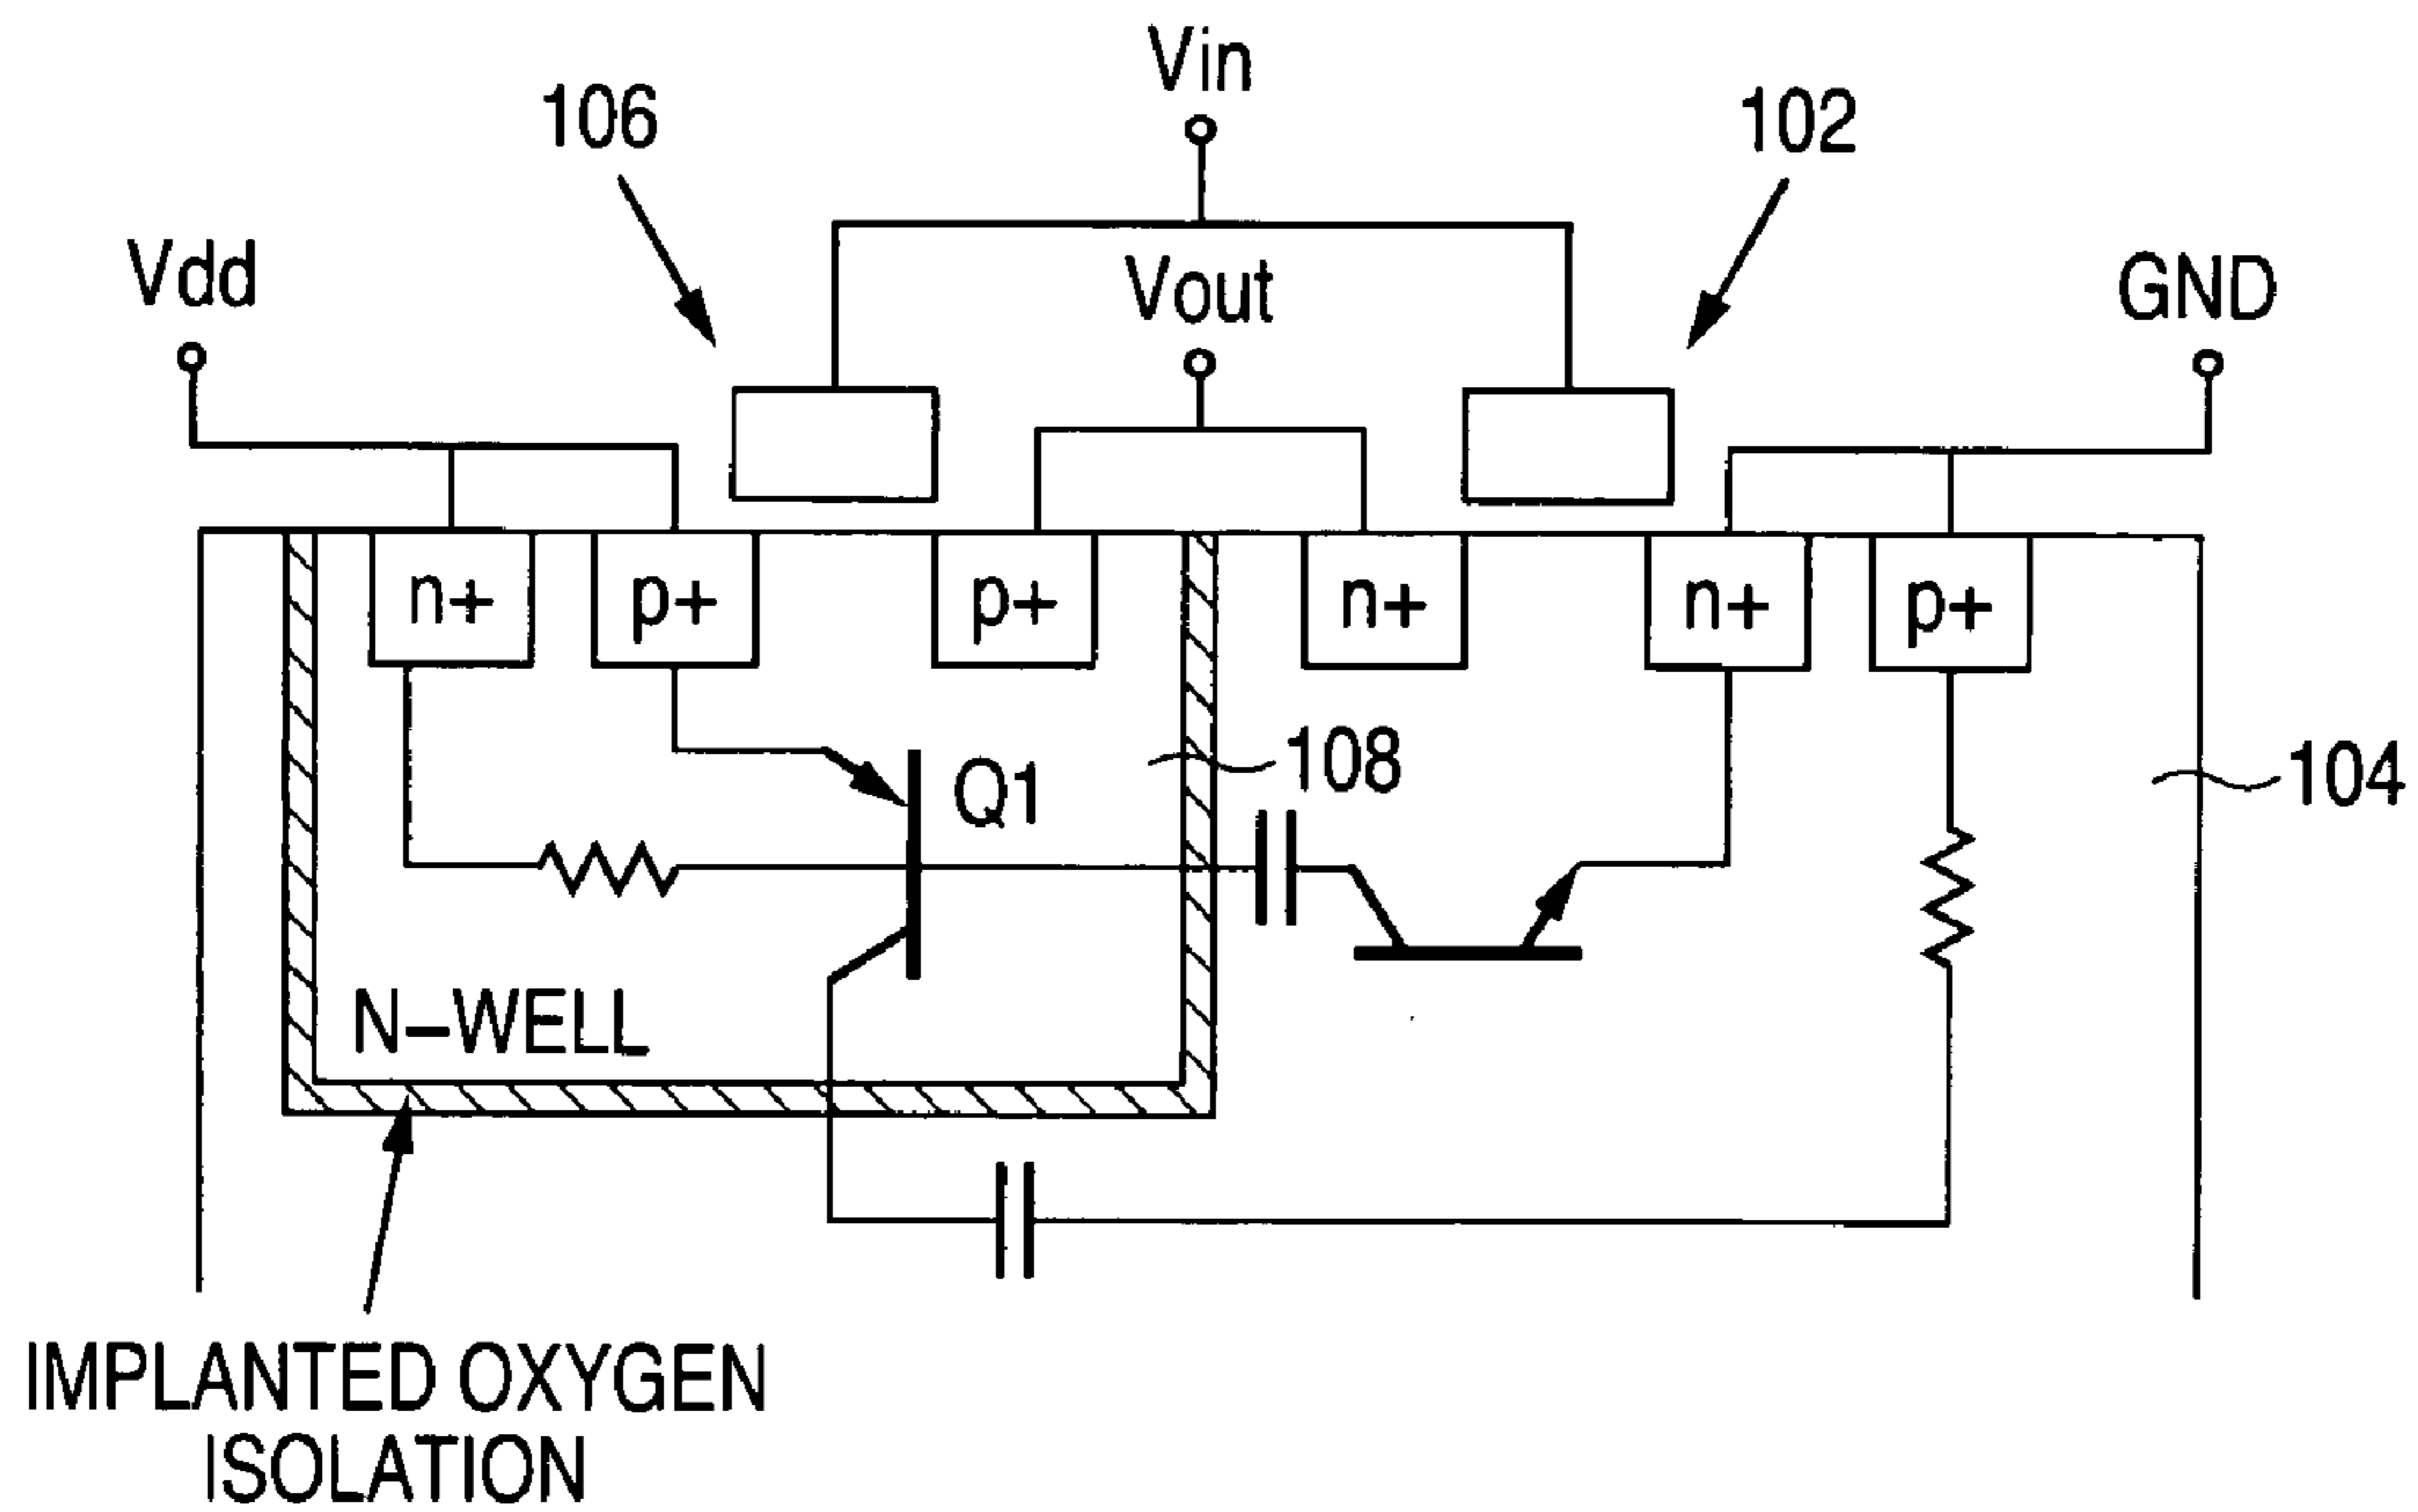 Vin
106
102
Vdd
Vout
GND
n+
p+
p+
n+
n+
p+
108
Q1
104
N-WELL
IMPLANTED OXYGEN
ISOLATION